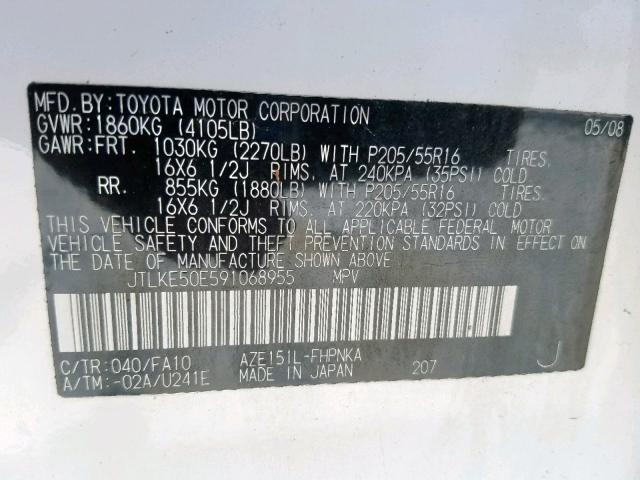 MFD.BY:TOYOTA MOTOR CORPORATION 05/08
GVWR:1860KG (4105LB)
GAWR:FRT. 1030KG (2270LB) WITH P205/55R16 TIRES.
16X6 1/2J RIMS. AT 240KPA (35PSI) COLD
RR. 855KG (1880LB) WITH P205/55R16 TIRES.
16X6 1/2J RIMS. AT 220KPA (32PSI) COLD
THIS VEHICLE CONFORMS TO ALL APPLICABLE FEDERAL MOTOR
VEHICLE SAFETY AND THEFT PREVENTION STANDARDS IN EFFECT ON
THE DATE OF MANUFACTURE SHOWN ABOVE.
JTLKE50E591068955 MPV
C/TR:040/FA10 AZE151L-FHPNKA
A/TM:-02A/U241E MADE IN JAPAN 207 J